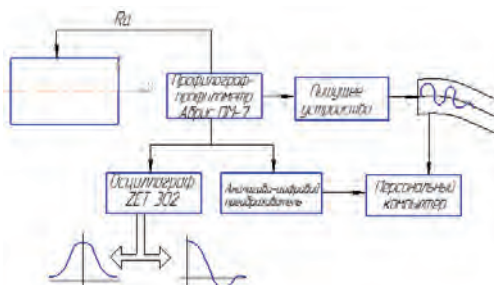 Ra
Профилограф-
профилометр
Абрис ПМ-7
Пишущее
устройство
Осциллограф
ZET 302
Аналогово-цифровой
преобразователь
Персональный
компьютер